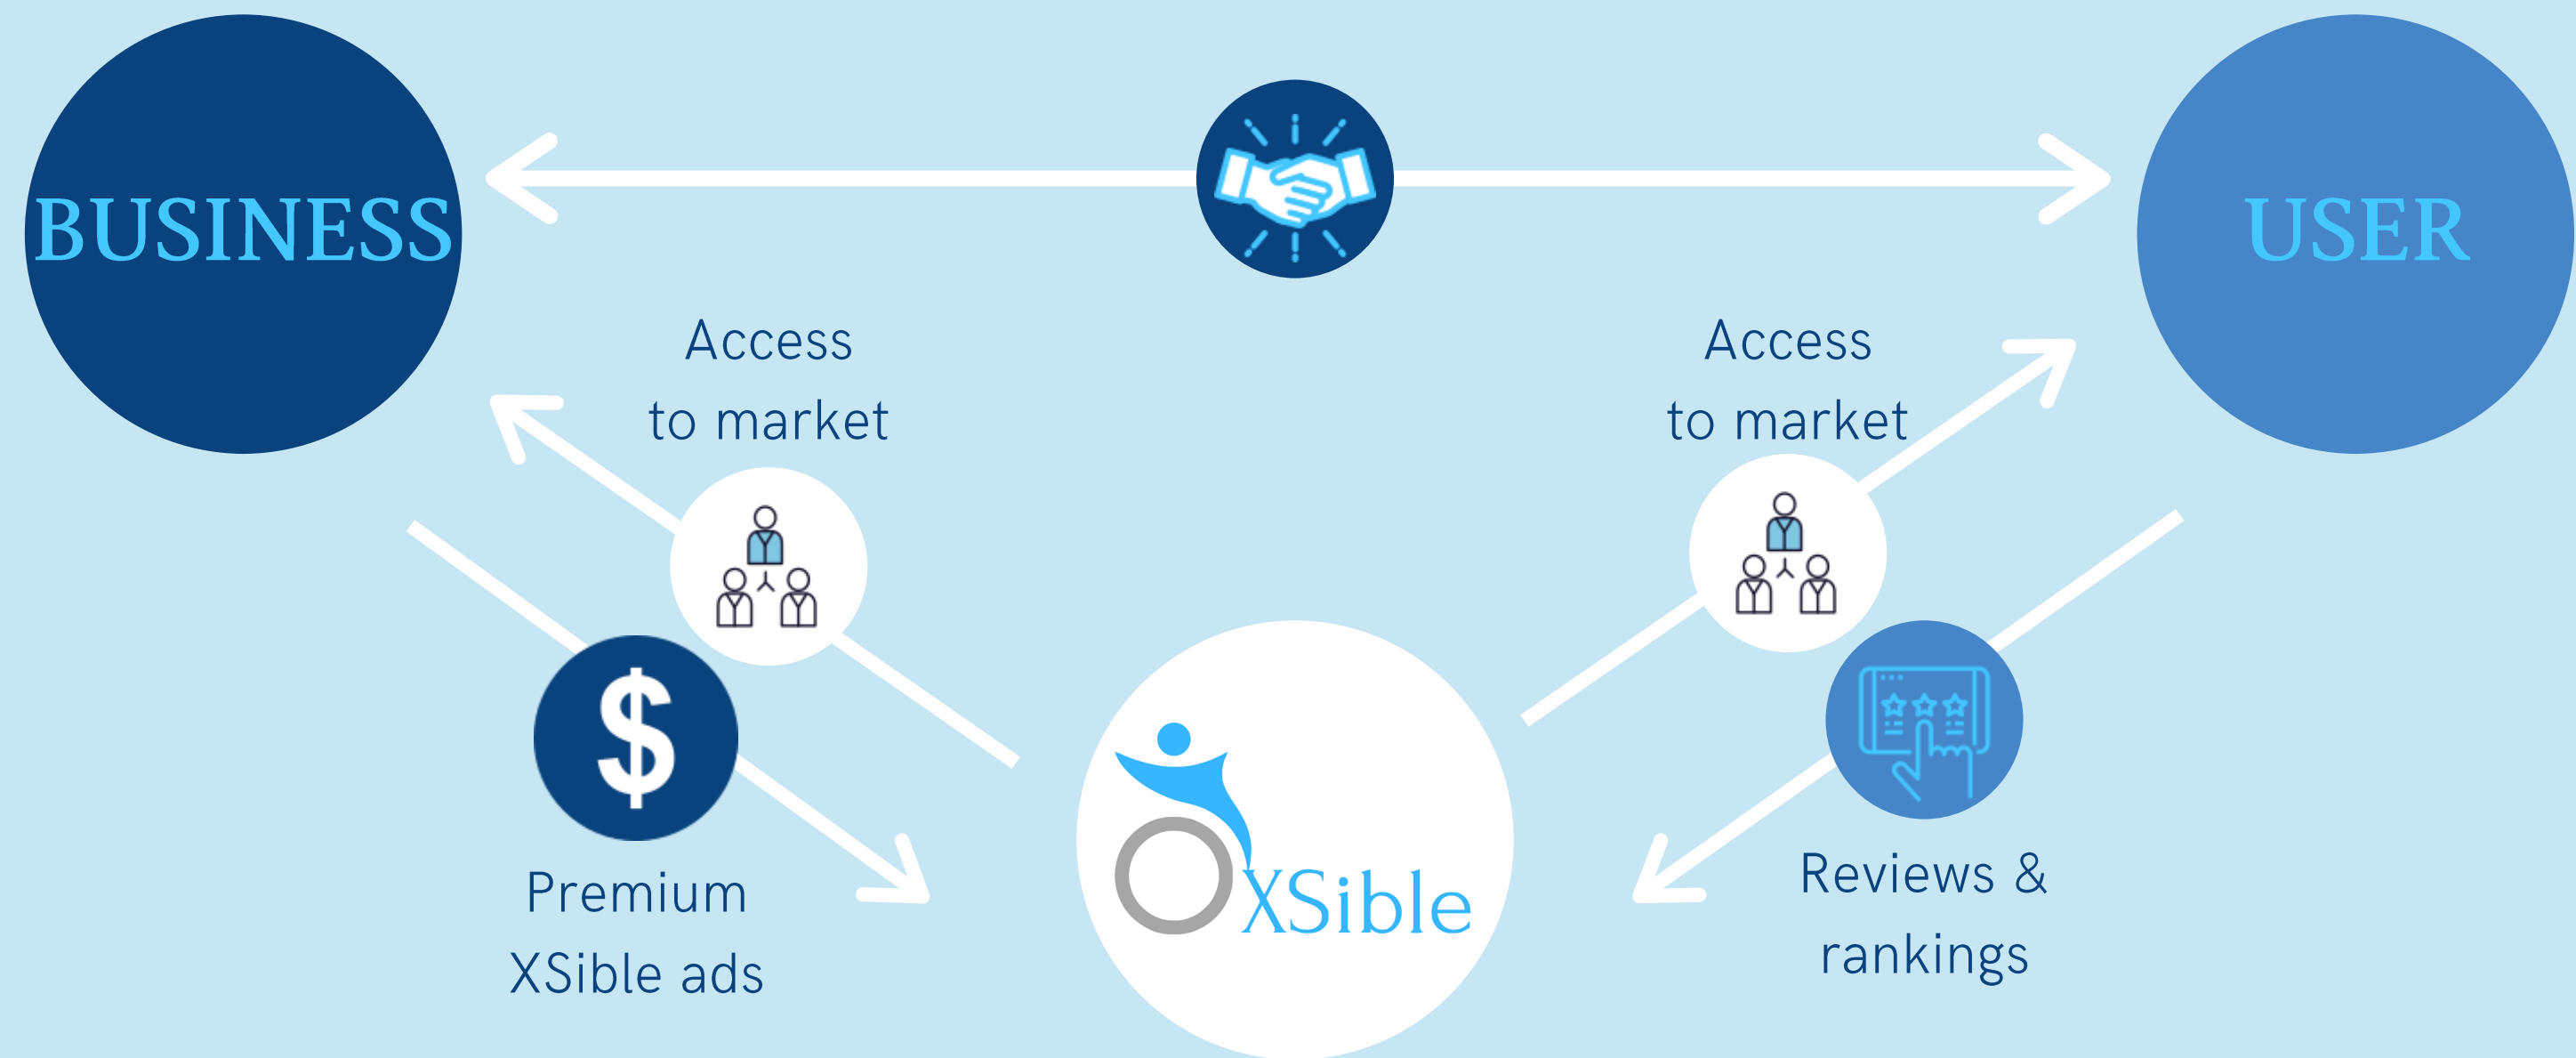 BUSINESS
USER
Access
to market
Access
to market
$
Premium
XSible ads
XSible
Reviews &
rankings